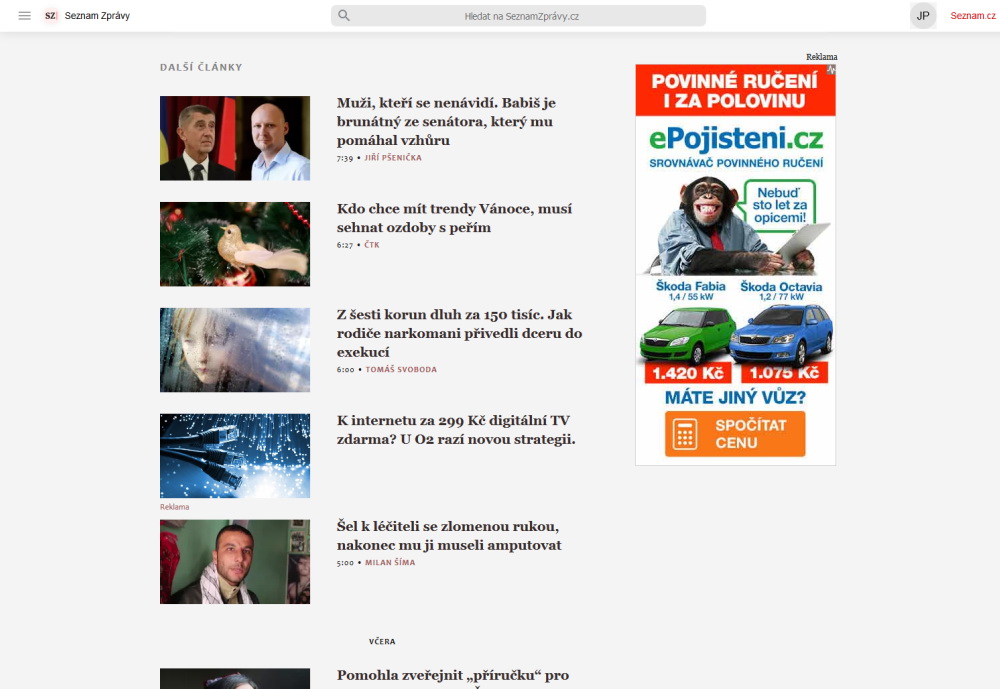 SZ Seznam Zprávy
Hledat na SeznamZprávy.cz
JP
Seznam.cz
DALŠÍ ČLÁNKY
Muži, kteří se nenávidí. Babiš je
brunátný ze senátora, který mu
pomáhal vzhůru
7:39 • JIŘÍ PŠENIČKA
Kdo chce mít trendy Vánoce, musí
sehnat ozdoby s peřím
6:27 • ČTK
Z šesti korun dluh za 150 tisíc. Jak
rodiče narkomani přivedli dceru do
exekucí
6:00 • TOMÁŠ SVOBODA
K internetu za 299 Kč digitální TV
zdarma? U O2 razí novou strategii.
Reklama
Šel k léčiteli se zlomenou rukou,
nakonec mu ji museli amputovat
5:00 • MILAN ŠÍMA
VČERA
Pomohla zveřejnit „příručku“ pro
Reklama
POVINNÉ RUČENÍ
I ZA POLOVINU
ePojisteni.cz
SROVNÁVAČ POVINNÉHO RUČENÍ
Nebuď
sto let za
opicemi!
Škoda Fabia
1,4 / 55 kW
Škoda Octavia
1,2 / 77 kW
1.420 Kč
1.075 Kč
MÁTE JINÝ VŮZ?
SPOČÍTAT
CENU